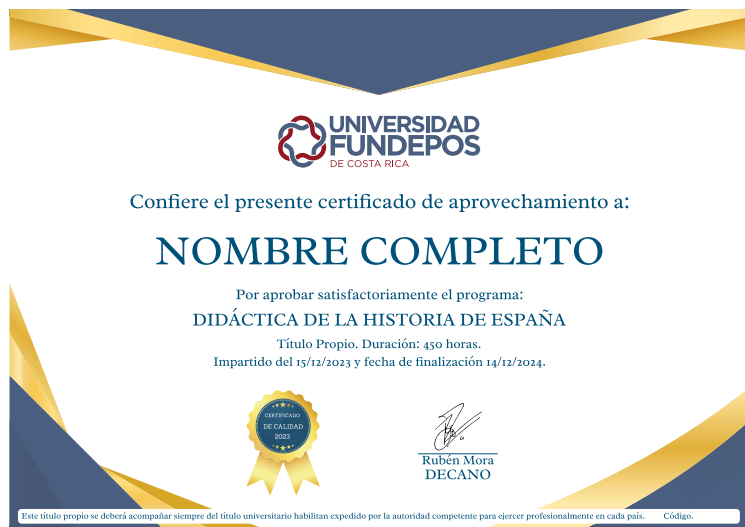 UNIVERSIDAD
FUNDEPOS
DE COSTA RICA
Confiere el presente certificado de aprovechamiento a:
NOMBRE COMPLETO
Por aprobar satisfactoriamente el programa:
DIDÁCTICA DE LA HISTORIA DE ESPAÑA
Título Propio. Duración: 450 horas.
Impartido del 15/12/2023 y fecha de finalización 14/12/2024.
CERTIFICADO
DE CALIDAD
2023
Rubén Mora
DECANO
Este título propio se deberá acompañar siempre del título universitario habilitan expedido por la autoridad competente para ejercer profesionalmente en cada país. Código.